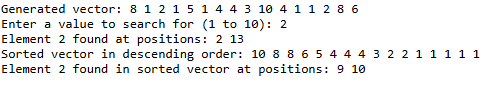 Generated vector: 8 1 2 1 5 1 4 4 3 10 4 1 1 2 8 6
Enter a value to search for (1 to 10): 2
Element 2 found at positions: 2 13
Sorted vector in descending order: 10 8 8 6 5 4 4 4 3 2 2 1 1 1 1 1
Element 2 found in sorted vector at positions: 9 10